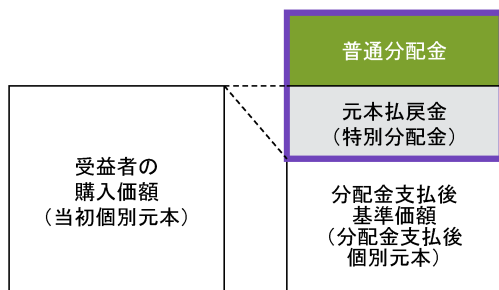 普通分配金
元本払戻金
（特別分配金）
受益者の
購入価額
（当初個別元本）
分配金支払後
基準価額
（分配金支払後
個別元本）